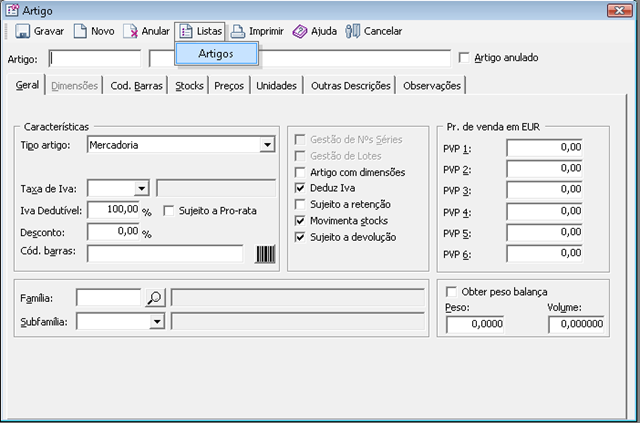 Artigo
Gravar Novo Anular Listas Imprimir Ajuda Cancelar
Artigos
Artigo: Artigo anulado
Geral Dimensões Cod. Barras Stocks Preços Unidades Outras Descrições Observações
Características
Tipo artigo: Mercadoria
Taxa de Iva:
Iva Dedutível: 100,00 % Sujeito a Pro-rata
Desconto: 0,00 %
Cód. barras:
Gestão de Nºs Séries
Gestão de Lotes
Artigo com dimensões
Deduz Iva
Sujeito a retenção
Movimenta stocks
Sujeito a devolução
Pr. de venda em EUR
PVP 1: 0,00
PVP 2: 0,00
PVP 3: 0,00
PVP 4: 0,00
PVP 5: 0,00
PVP 6: 0,00
Família:
Subfamília:
Obter peso balança
Peso: Volume:
0,0000 0,000000